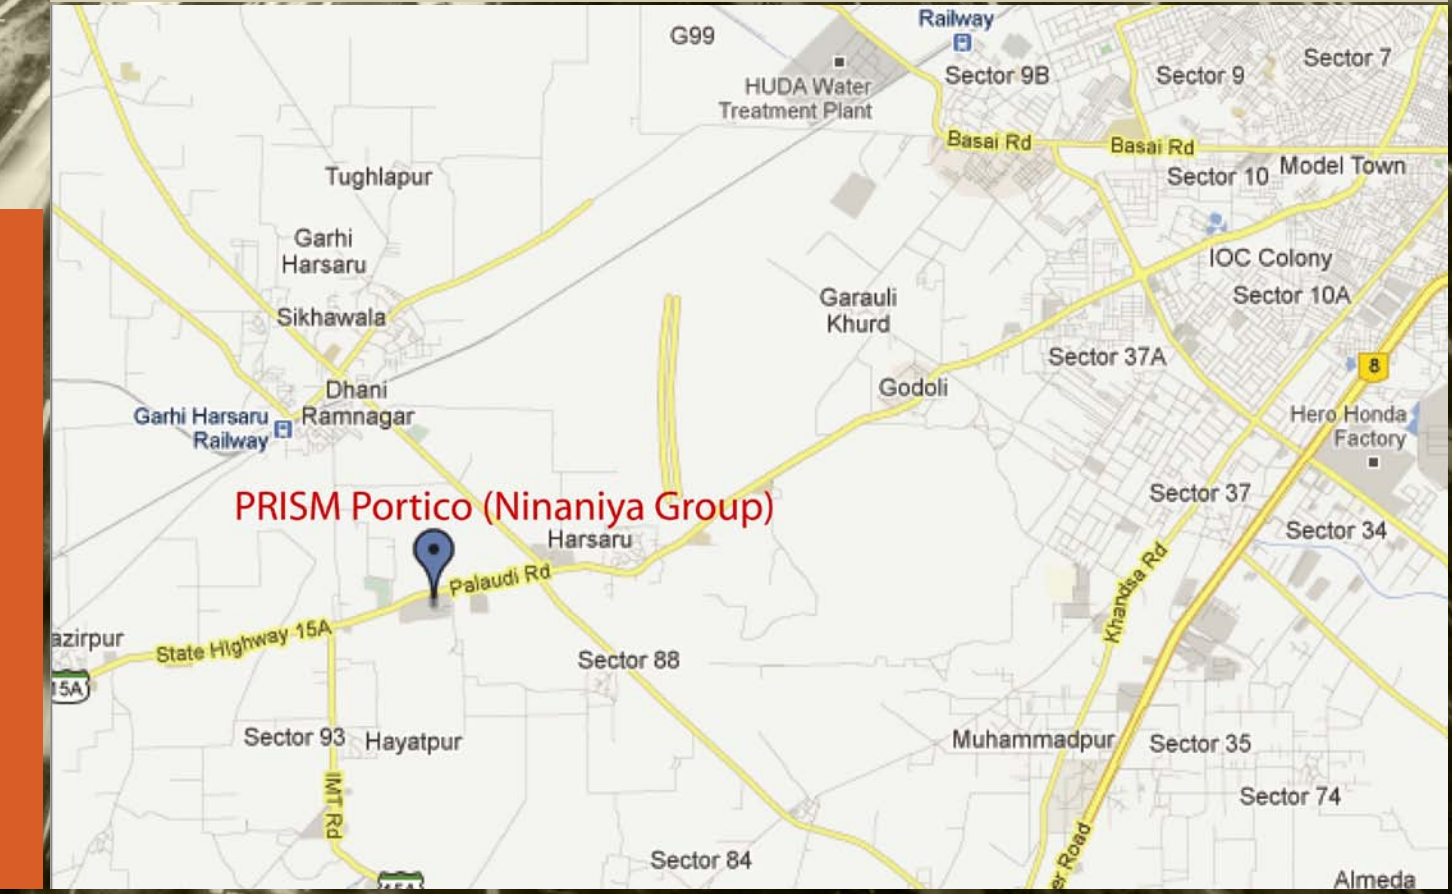 Railway
G99
Sector 7
Sector 9B
Sector 9
HUDA Water
Treatment Plant
Basai Rd
Basai Rd
Model Town
Sector 10
Tughlapur
Garhi
Harsaru
IOC Colony
Sector 10A
Garauli
Khurd
Sikhawala
Sector 37A
8
Godoli
Dhani
Ramnagar
Garhi Harsaru
Railway
Hero Honda
Factory
Sector 37
PRISM Portico (Ninaniya Group)
Sector 34
Harsaru
Palaudi Rd
Khandsa Rd
State Highway 15A
azirpur
15A
Sector 88
Sector 93
Hayatpur
Muhammadpur
Sector 35
IMT Rd
Sector 74
er Road
Sector 84
Almeda